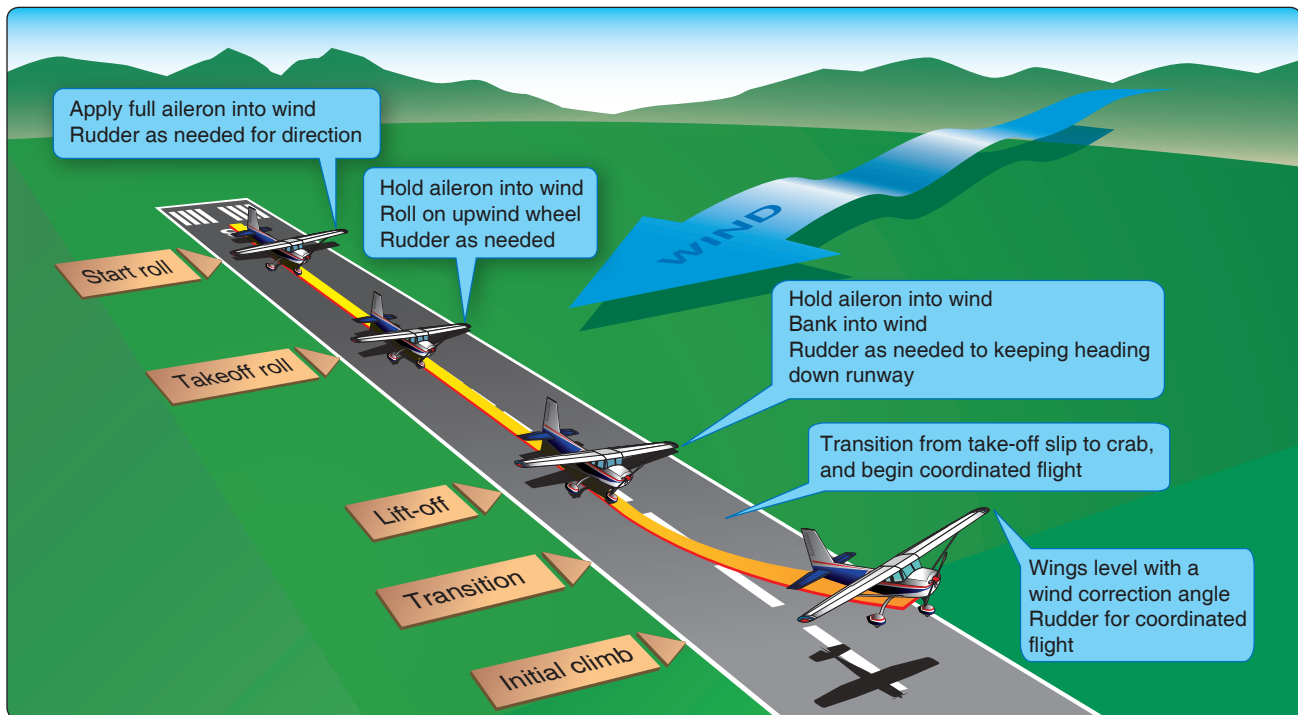 Apply full aileron into wind
Rudder as needed for direction
Hold aileron into wind
Roll on upwind wheel
Rudder as needed
WIND
Hold aileron into wind
Bank into wind
Rudder as needed to keeping heading
down runway
Transition from take-off slip to crab,
and begin coordinated flight
Wings level with a
wind correction angle
Rudder for coordinated
flight
Start roll
Takeoff roll
Lift-off
Transition
Initial climb